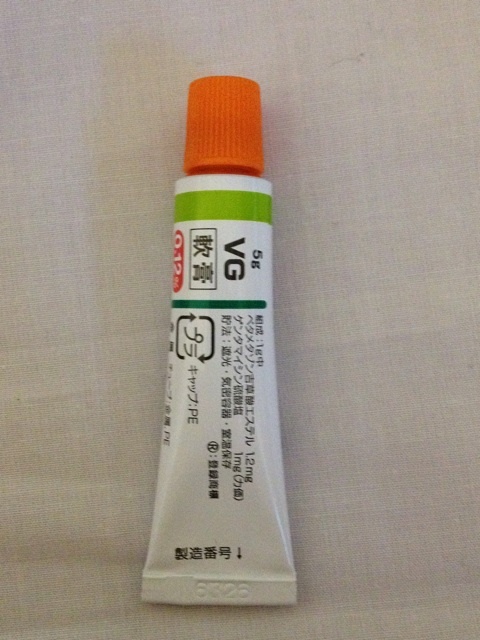 5g
VG
軟膏
0.12%
組成:1g中
ベタメタゾン吉草酸エステル 1.2mg
ゲンタマイシン硫酸塩 1mg(力価)
貯法:遮光・気密容器・室温保存
®:登録商標
プラ
キャップ:PE
製造番号→
6326